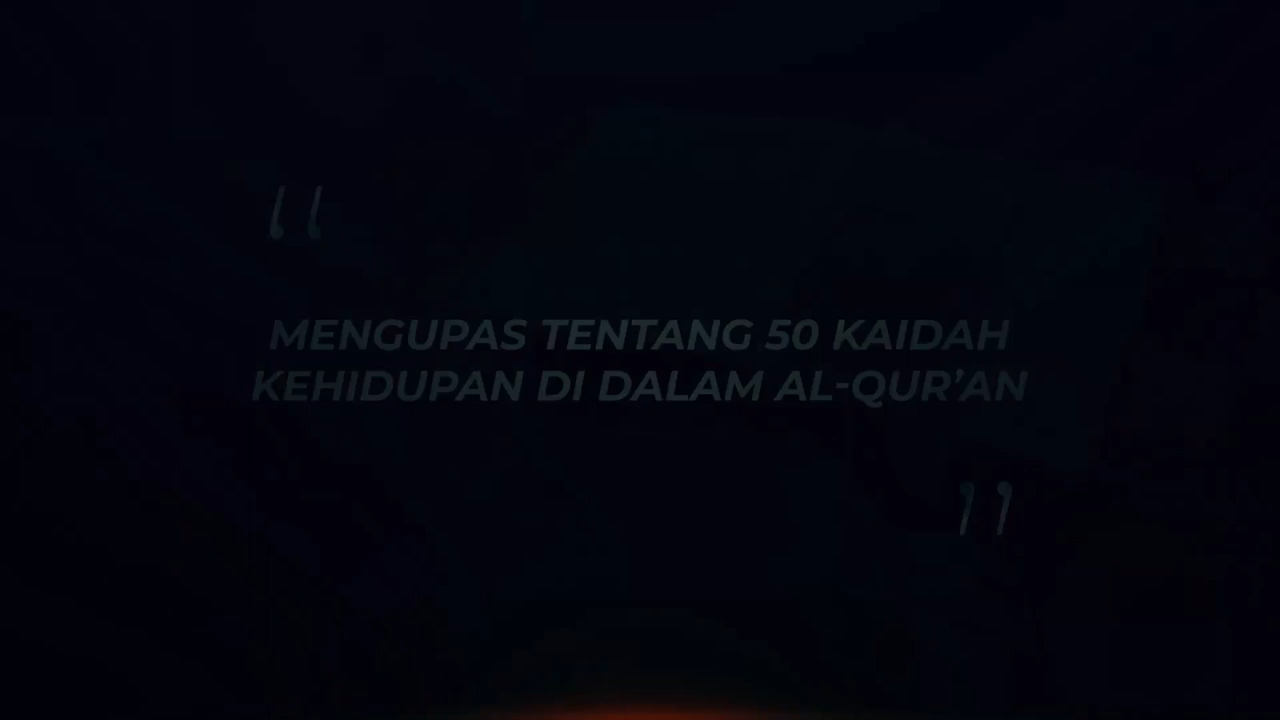 “
MENGUPAS TENTANG 50 KAIDAH
KEHIDUPAN DI DALAM AL-QUR’AN
”